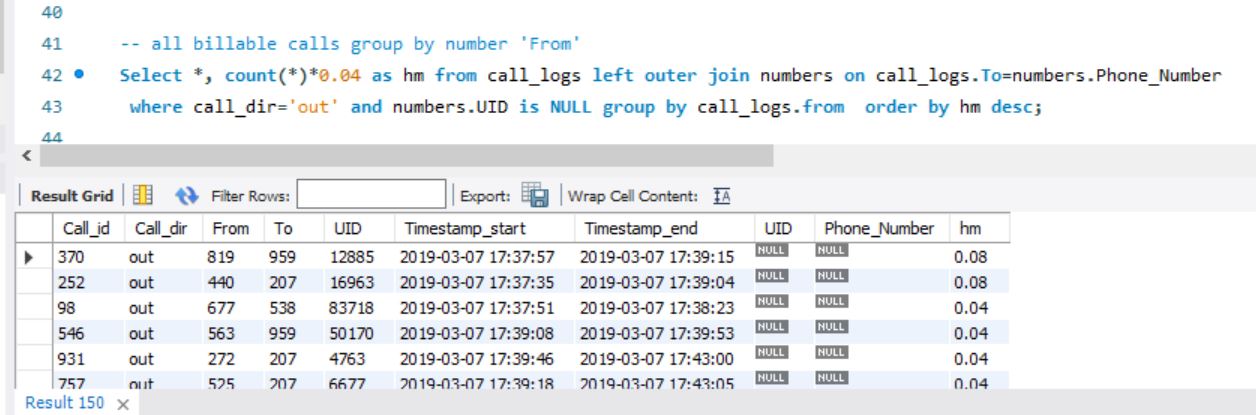 40
41 -- all billable calls group by number 'From'
42 Select *, count(*)*0.04 as hm from call_logs left outer join numbers on call_logs.To=numbers.Phone_Number
43 where call_dir='out' and numbers.UID is NULL group by call_logs.from order by hm desc;
44
Result Grid Filter Rows: Export: Wrap Cell Content: IA
Call_id Call_dir From To UID Timestamp_start Timestamp_end UID Phone_Number hm
370 out 819 959 12885 2019-03-07 17:37:57 2019-03-07 17:39:15 NULL NULL 0.08
252 out 440 207 16963 2019-03-07 17:37:35 2019-03-07 17:39:04 NULL NULL 0.08
98 out 677 538 83718 2019-03-07 17:37:51 2019-03-07 17:38:23 NULL NULL 0.04
546 out 563 959 50170 2019-03-07 17:39:08 2019-03-07 17:39:53 NULL NULL 0.04
931 out 272 207 4763 2019-03-07 17:39:46 2019-03-07 17:43:00 NULL NULL 0.04
757 out 525 207 6677 2019-03-07 17:39:18 2019-03-07 17:43:05 NULL NULL 0.04
Result 150